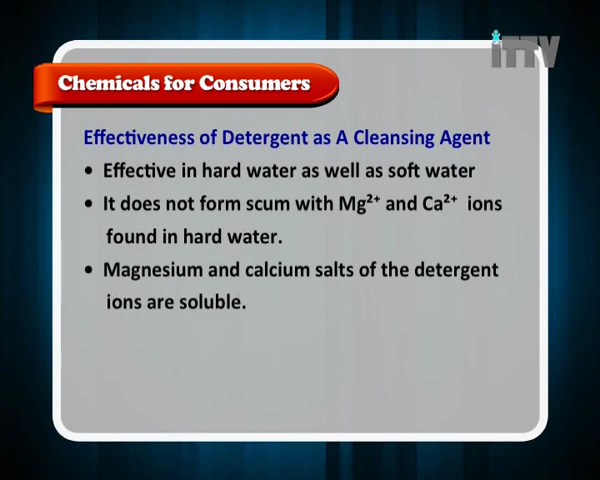 iTTV
Chemicals for Consumers
Effectiveness of Detergent as A Cleansing Agent
• Effective in hard water as well as soft water
• It does not form scum with Mg²⁺ and Ca²⁺ ions
found in hard water.
• Magnesium and calcium salts of the detergent
ions are soluble.